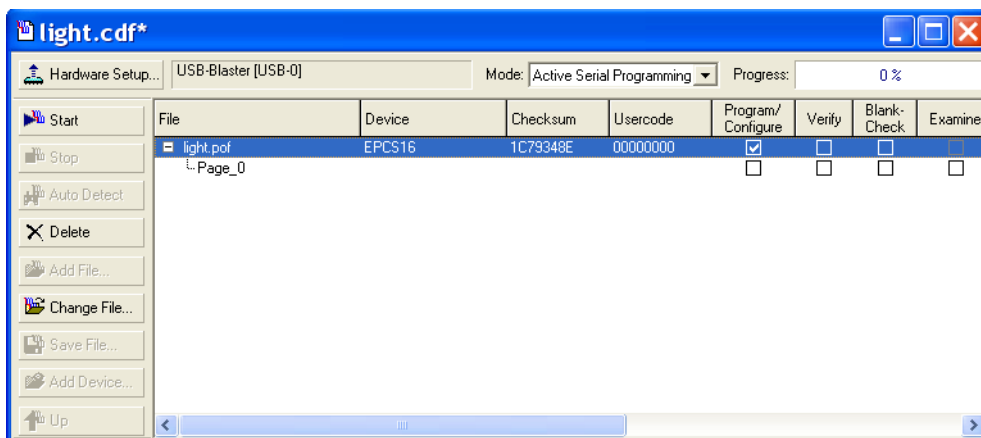 light.cdf*
Hardware Setup... USB-Blaster [USB-0] Mode: Active Serial Programming Progress: 0 %
Start
Stop
Auto Detect
Delete
Add File...
Change File...
Save File...
Add Device...
Up
File Device Checksum Usercode Program/ Configure Verify Blank- Check Examine
light.pof EPCS16 1C79348E 00000000
Page_0